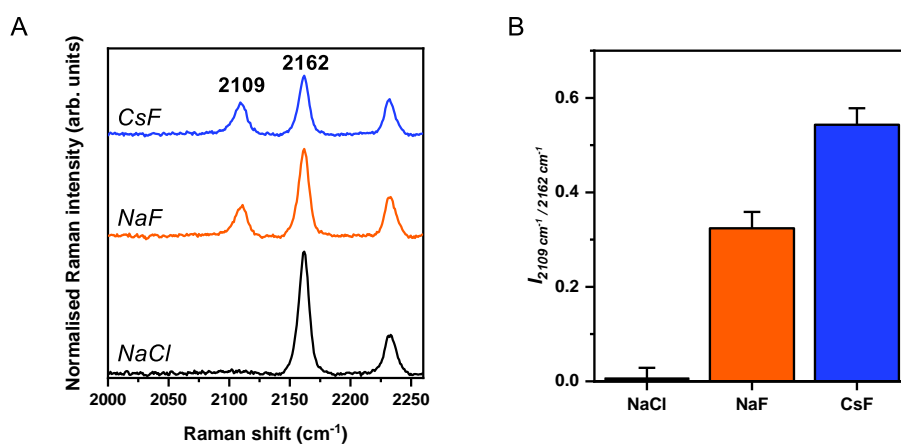 A
B
Normalised Raman intensity (arb. units)
2109
2162
CsF
NaF
NaCl
2000
2050
2100
2150
2200
2250
Raman shift (cm⁻¹)
I2109 cm⁻¹ / 2162 cm⁻¹
0.6
0.4
0.2
0.0
NaCl
NaF
CsF